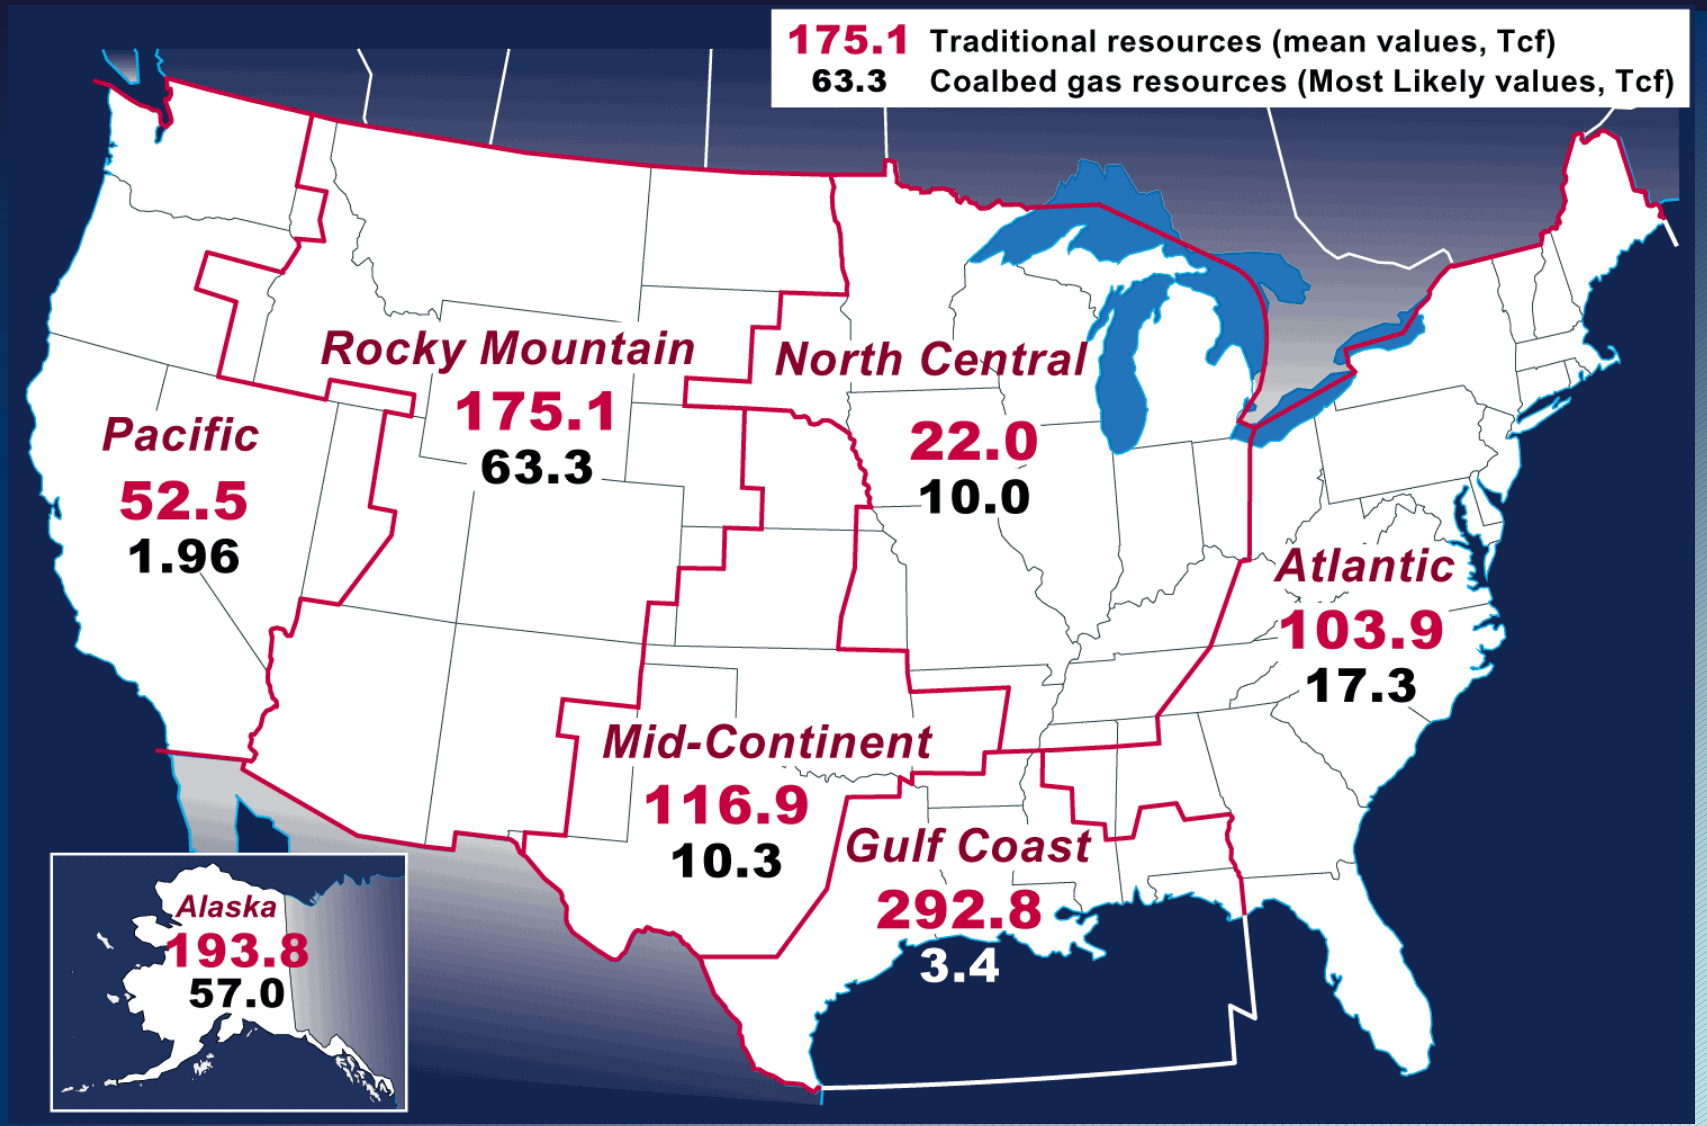 175.1 Traditional resources (mean values, Tcf)
63.3 Coalbed gas resources (Most Likely values, Tcf)
Rocky Mountain
175.1
63.3
North Central
22.0
10.0
Pacific
52.5
1.96
Atlantic
103.9
17.3
Mid-Continent
116.9
10.3
Gulf Coast
292.8
3.4
Alaska
193.8
57.0